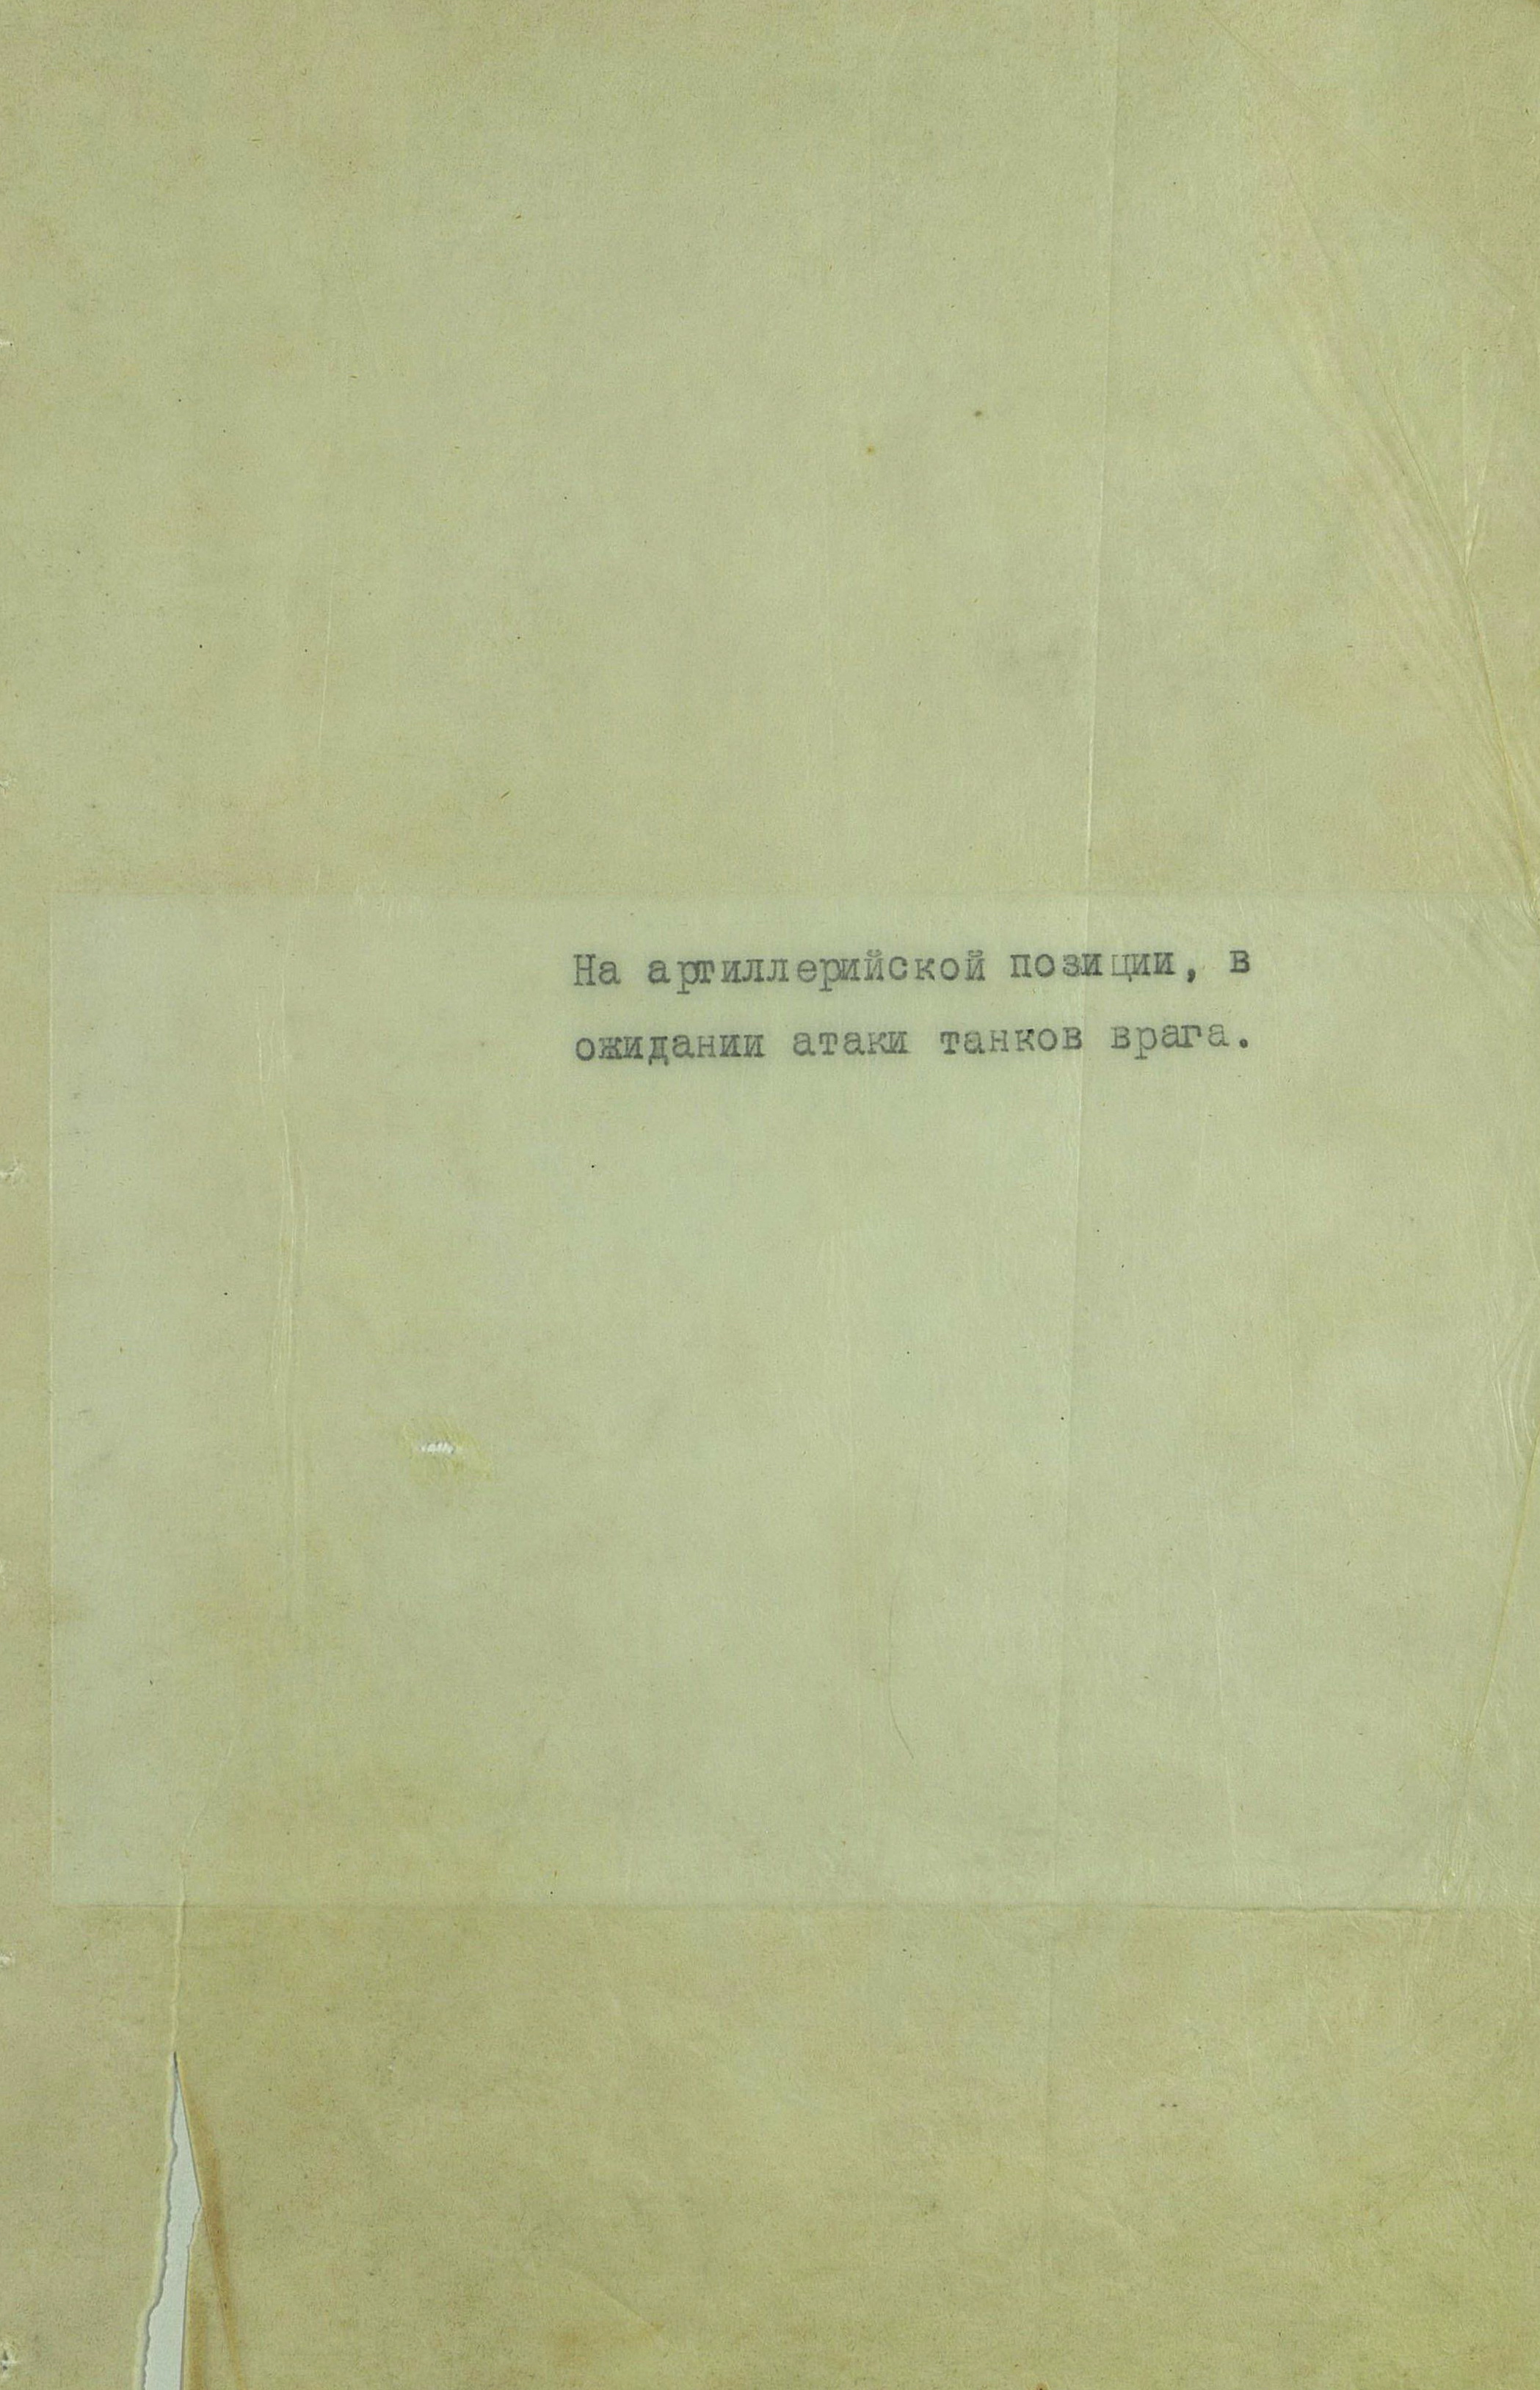 На артиллерийской позиции, в
ожидании атаки танков врага.